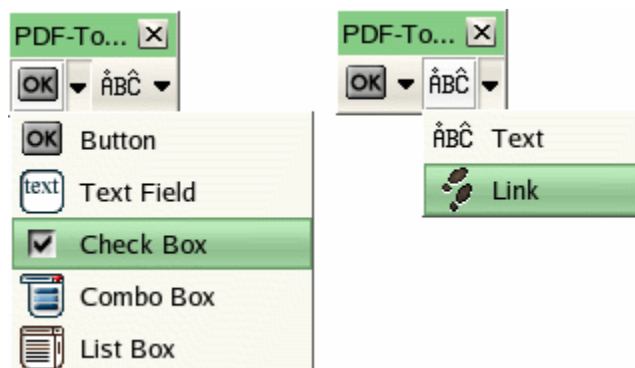 PDF-To...
OK ÅBĈ
OK Button
text Text Field
Check Box
Combo Box
List Box
PDF-To...
OK ÅBĈ
ÅBĈ Text
Link